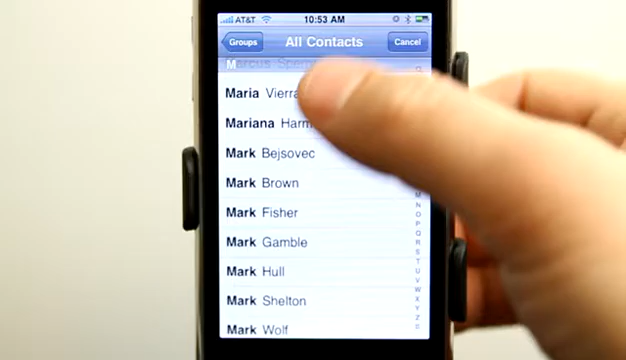 AT&T 10:53 AM
Groups All Contacts Cancel
Marcus
Maria Vierra
Mariana
Mark Bejsovec
Mark Brown
Mark Fisher
Mark Gamble
Mark Hull
Mark Shelton
Mark Wolf
M
N
O
P
Q
R
S
T
U
V
W
X
Y
Z